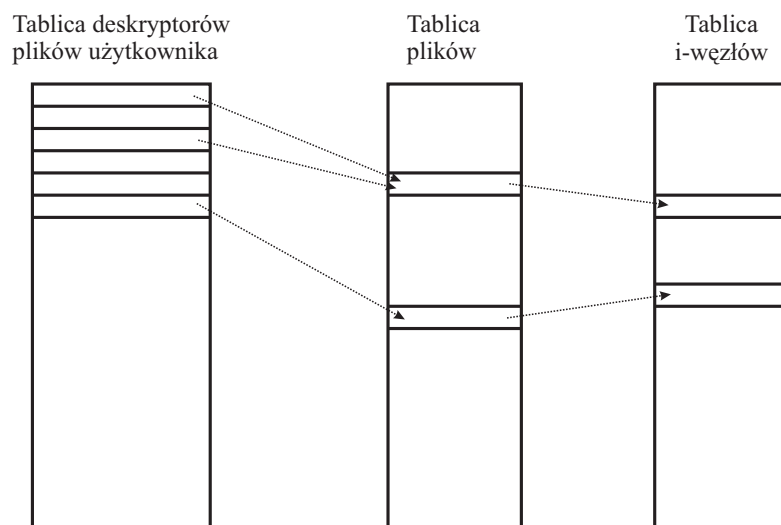 Tablica deskryptorów
plików użytkownika
Tablica
plików
Tablica
i-węzłów